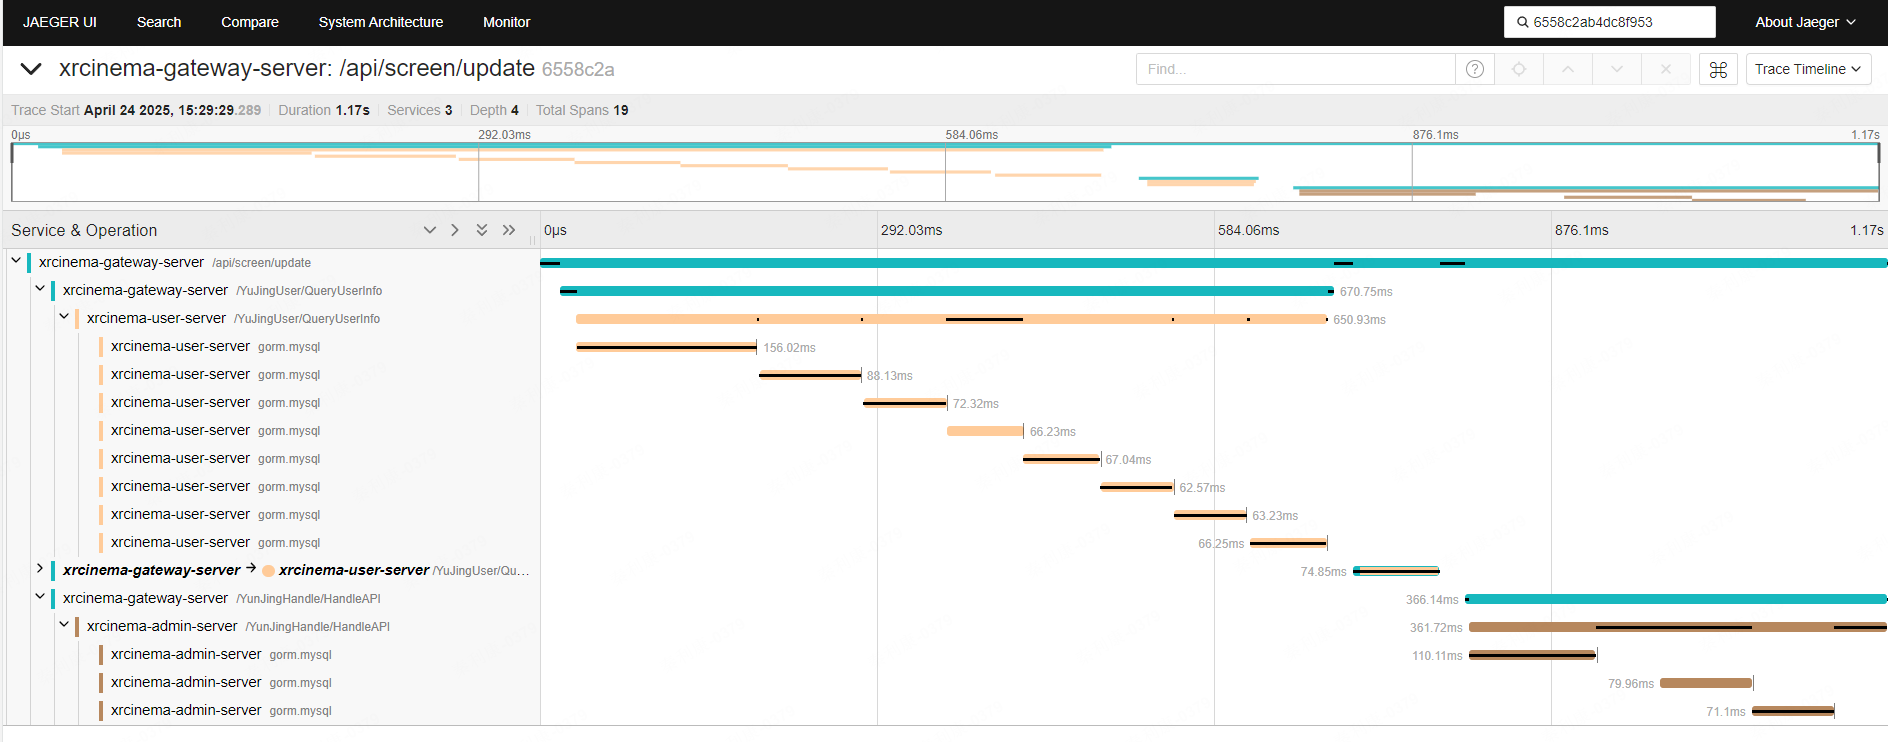 JAEGER UI Search Compare System Architecture Monitor 6558c2ab4dc8f953 About Jaeger
xrcinema-gateway-server: /api/screen/update 6558c2a Find... Trace Timeline
Trace Start April 24 2025, 15:29:29.289 Duration 1.17s Services 3 Depth 4 Total Spans 19
0μs 292.03ms 584.06ms 876.1ms 1.17s
Service & Operation 0μs 292.03ms 584.06ms 876.1ms 1.17s
xrcinema-gateway-server /api/screen/update
xrcinema-gateway-server /YuJingUser/QueryUserInfo 670.75ms
xrcinema-user-server /YuJingUser/QueryUserInfo 650.93ms
xrcinema-user-server gorm.mysql 156.02ms
xrcinema-user-server gorm.mysql 88.13ms
xrcinema-user-server gorm.mysql 72.32ms
xrcinema-user-server gorm.mysql 66.23ms
xrcinema-user-server gorm.mysql 67.04ms
xrcinema-user-server gorm.mysql 62.57ms
xrcinema-user-server gorm.mysql 63.23ms
xrcinema-user-server gorm.mysql 66.25ms
xrcinema-gateway-server → xrcinema-user-server /YuJingUser/Qu… 74.85ms
xrcinema-gateway-server /YunJingHandle/HandleAPI 366.14ms
xrcinema-admin-server /YunJingHandle/HandleAPI 361.72ms
xrcinema-admin-server gorm.mysql 110.11ms
xrcinema-admin-server gorm.mysql 79.96ms
xrcinema-admin-server gorm.mysql 71.1ms